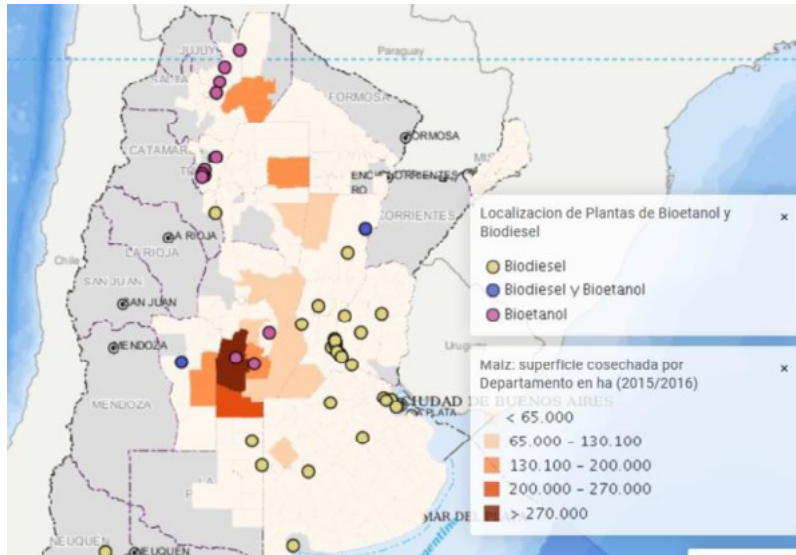 JUJUY
Paraguay
SALTA
FORMOSA
FORMOSA
CATAMAR
CORRIENTES
RO
CORRIENTES
LA RIOJA
LA RIOJA
Chile
SAN JUAN
SAN JUAN
MENDOZA
MENDOZA
Uruguay
CIUDAD DE BUENOS AIRES
LA PLATA
MAR DEL
NEUQUEN
NEUQUEN
Localizacion de Plantas de Bioetanol y
Biodiesel
×
Biodiesel
Biodiesel y Bioetanol
Bioetanol
Maiz: superficie cosechada por
Departamento en ha (2015/2016)
×
< 65.000
65.000 – 130.100
130.100 – 200.000
200.000 – 270.000
> 270.000